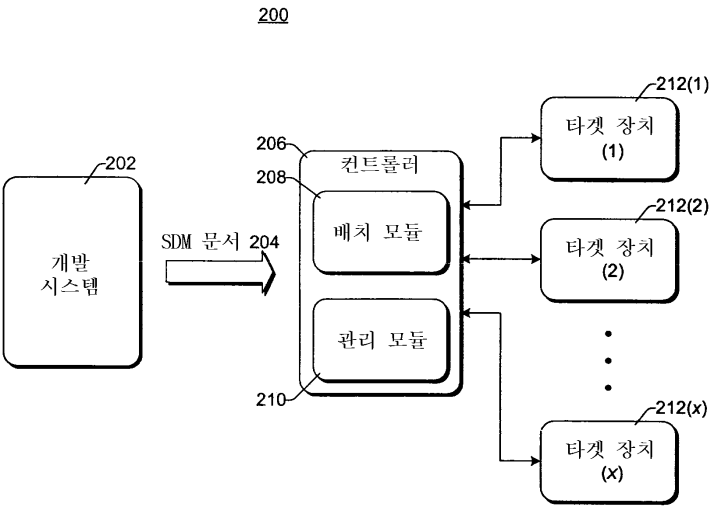 200
202
개발
시스템
SDM 문서 204
206
컨트롤러
208
배치 모듈
관리 모듈
210
212(1)
타겟 장치
(1)
212(2)
타겟 장치
(2)
212(x)
타겟 장치
(x)